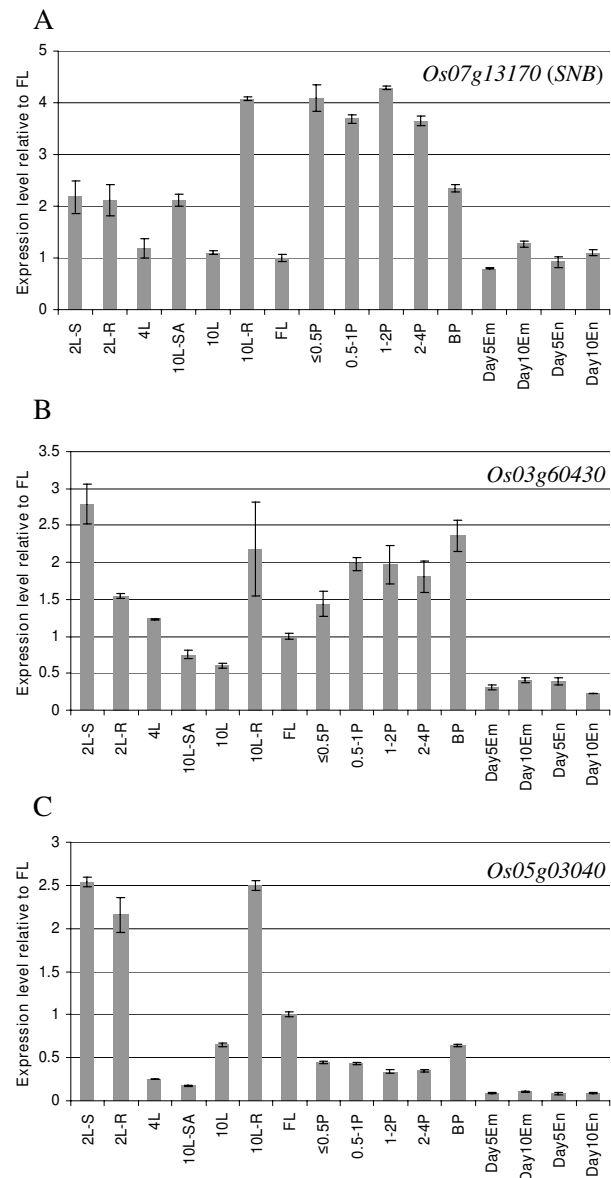 A
Os07g13170 (SNB)
Expression level relative to FL
5
4
3
2
1
0
2L-S
2L-R
4L
10L-SA
10L
10L-R
FL
≤0.5P
0.5-1P
1-2P
2-4P
BP
Day5Em
Day10Em
Day5En
Day10En
B
Os03g60430
Expression level relative to FL
3.5
3
2.5
2
1.5
1
0.5
0
2L-S
2L-R
4L
10L-SA
10L
10L-R
FL
≤0.5P
0.5-1P
1-2P
2-4P
BP
Day5Em
Day10Em
Day5En
Day10En
C
Os05g03040
Expression level relative to FL
3
2.5
2
1.5
1
0.5
0
2L-S
2L-R
4L
10L-SA
10L
10L-R
FL
≤0.5P
0.5-1P
1-2P
2-4P
BP
Day5Em
Day10Em
Day5En
Day10En